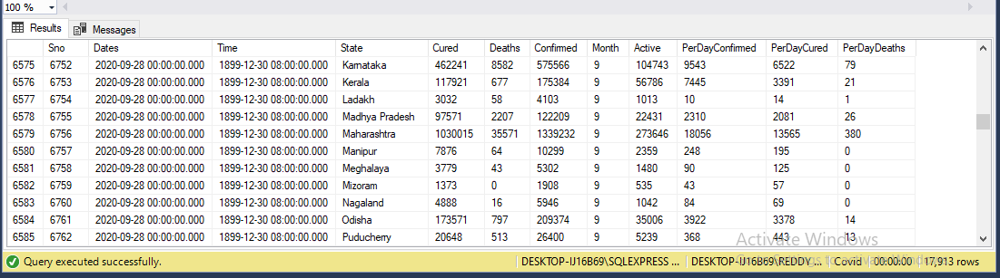 100 %
Results Messages
Sno Dates Time State Cured Deaths Confirmed Month Active PerDayConfirmed PerDayCured PerDayDeaths
6575 6752 2020-09-28 00:00:00.000 1899-12-30 08:00:00.000 Karnataka 462241 8582 575566 9 104743 9543 6522 79
6576 6753 2020-09-28 00:00:00.000 1899-12-30 08:00:00.000 Kerala 117921 677 175384 9 56786 7445 3391 21
6577 6754 2020-09-28 00:00:00.000 1899-12-30 08:00:00.000 Ladakh 3032 58 4103 9 1013 10 14 1
6578 6755 2020-09-28 00:00:00.000 1899-12-30 08:00:00.000 Madhya Pradesh 97571 2207 122209 9 22431 2310 2081 26
6579 6756 2020-09-28 00:00:00.000 1899-12-30 08:00:00.000 Maharashtra 1030015 35571 1339232 9 273646 18056 13565 380
6580 6757 2020-09-28 00:00:00.000 1899-12-30 08:00:00.000 Manipur 7876 64 10299 9 2359 248 195 0
6581 6758 2020-09-28 00:00:00.000 1899-12-30 08:00:00.000 Meghalaya 3779 43 5302 9 1480 90 125 0
6582 6759 2020-09-28 00:00:00.000 1899-12-30 08:00:00.000 Mizoram 1373 0 1908 9 535 43 57 0
6583 6760 2020-09-28 00:00:00.000 1899-12-30 08:00:00.000 Nagaland 4888 16 5946 9 1042 84 69 0
6584 6761 2020-09-28 00:00:00.000 1899-12-30 08:00:00.000 Odisha 173571 797 209374 9 35006 3922 3378 14
6585 6762 2020-09-28 00:00:00.000 1899-12-30 08:00:00.000 Puducherry 20648 513 26400 9 5239 368 443 13
Activate Windows
Query executed successfully. DESKTOP-IJ16B69\SQLEXPRESS ... DESKTOP-IJ16B69\REDDY ... Covid 00:00:00 17,913 rows